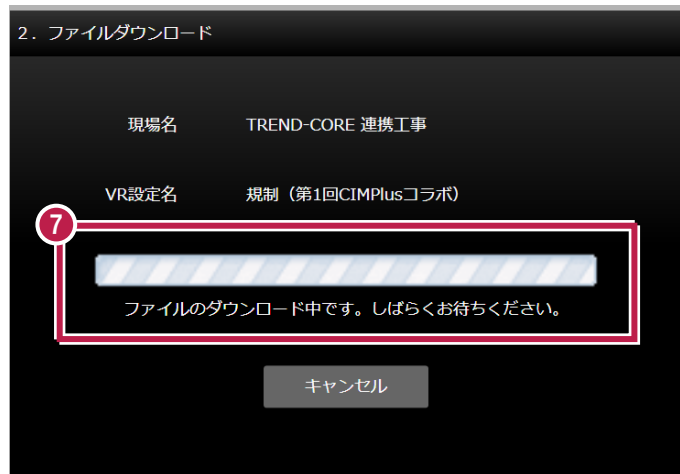 2. ファイルダウンロード
現場名 TREND-CORE 連携工事
VR設定名 規制（第1回CIMPlusコラボ）
7
ファイルのダウンロード中です。しばらくお待ちください。
キャンセル